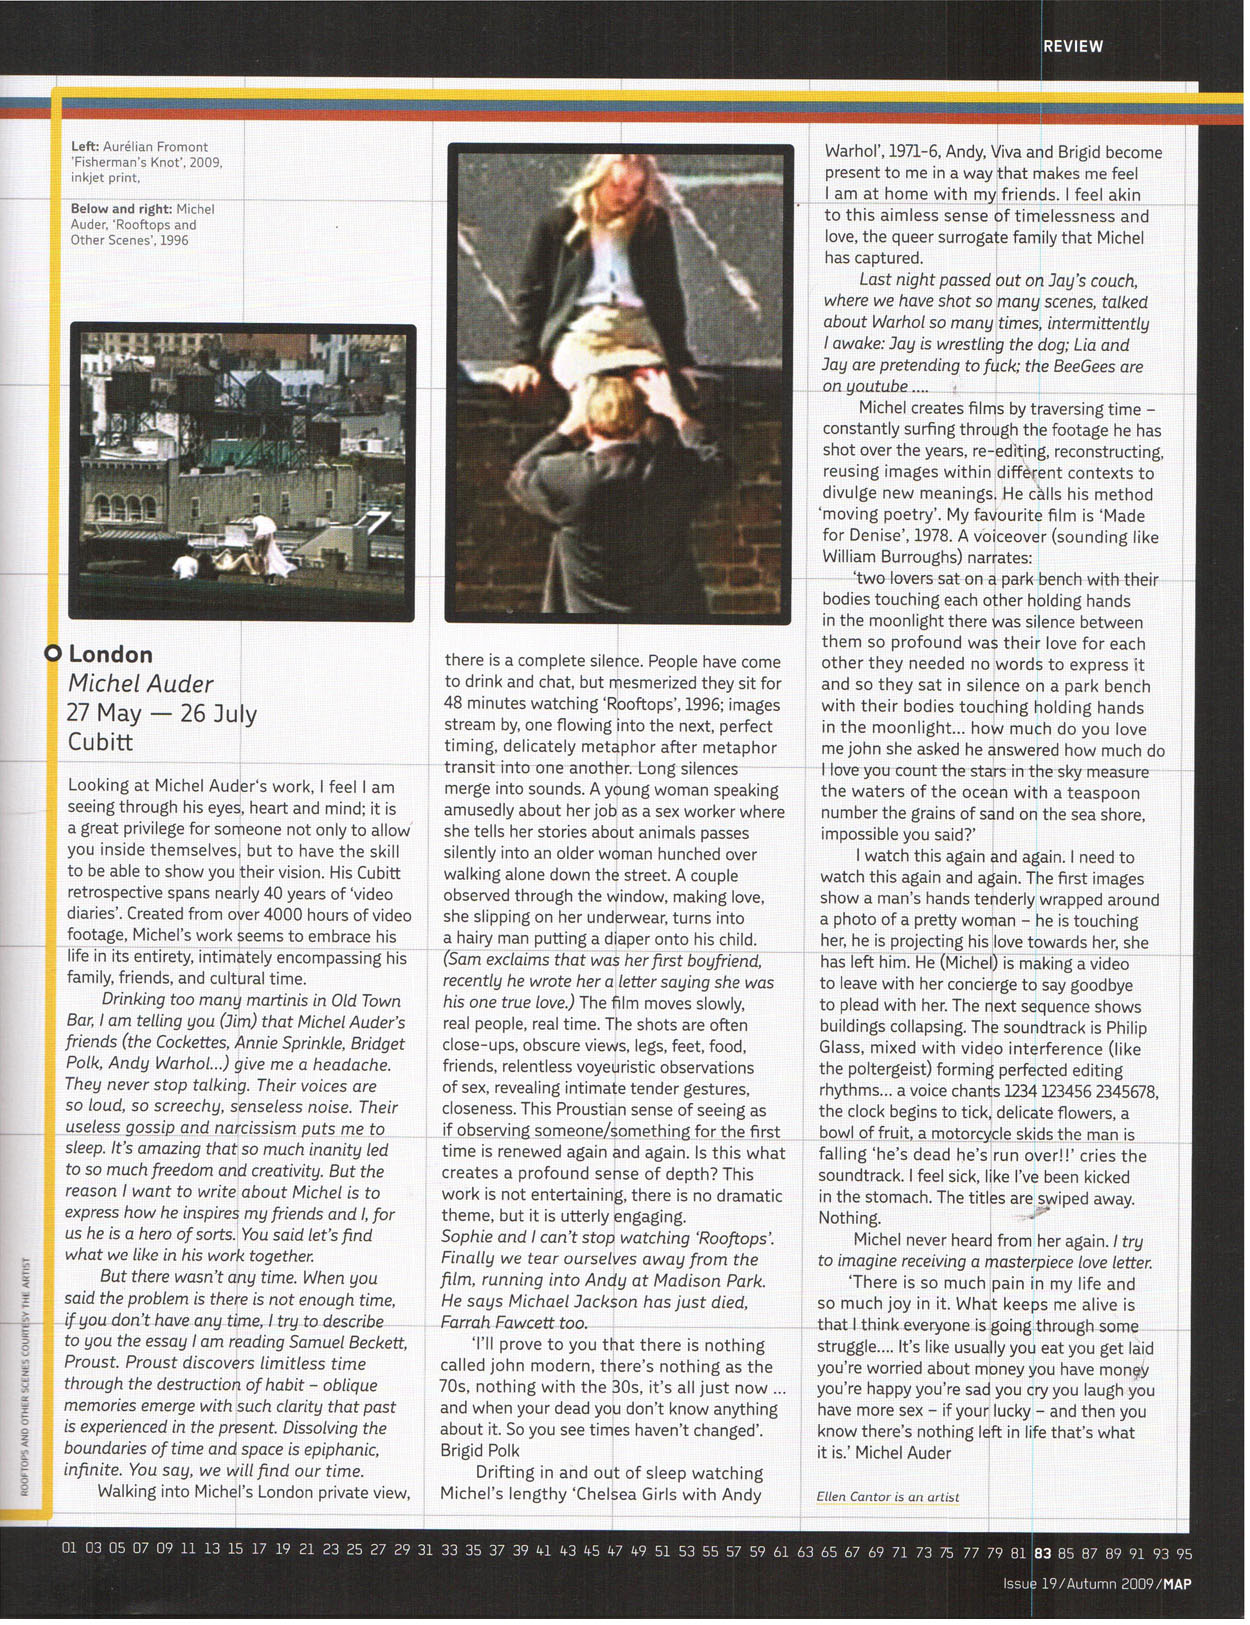 REVIEW
Left: Aurélian Fromont
'Fisherman's Knot', 2009,
inkjet print,
Below and right: Michel
Auder, 'Rooftops and
Other Scenes', 1996
London
Michel Auder
27 May — 26 July
Cubitt
Looking at Michel Auder's work, I feel I am
seeing through his eyes, heart and mind; it is
a great privilege for someone not only to allow
you inside themselves, but to have the skill
to be able to show you their vision. His Cubitt
retrospective spans nearly 40 years of 'video
diaries'. Created from over 4000 hours of video
footage, Michel's work seems to embrace his
life in its entirety, intimately encompassing his
family, friends, and cultural time.
Drinking too many martinis in Old Town
Bar, I am telling you (Jim) that Michel Auder's
friends (the Cockettes, Annie Sprinkle, Bridget
Polk, Andy Warhol...) give me a headache.
They never stop talking. Their voices are
so loud, so screechy, senseless noise. Their
useless gossip and narcissism puts me to
sleep. It's amazing that so much inanity led
to so much freedom and creativity. But the
reason I want to write about Michel is to
express how he inspires my friends and I, for
us he is a hero of sorts. You said let's find
what we like in his work together.
But there wasn't any time. When you
said the problem is there is not enough time,
if you don't have any time, I try to describe
to you the essay I am reading Samuel Beckett,
Proust. Proust discovers limitless time
through the destruction of habit – oblique
memories emerge with such clarity that past
is experienced in the present. Dissolving the
boundaries of time and space is epiphanic,
infinite. You say, we will find our time.
Walking into Michel's London private view,
there is a complete silence. People have come
to drink and chat, but mesmerized they sit for
48 minutes watching 'Rooftops', 1996; images
stream by, one flowing into the next, perfect
timing, delicately metaphor after metaphor
transit into one another. Long silences
merge into sounds. A young woman speaking
amusedly about her job as a sex worker where
she tells her stories about animals passes
silently into an older woman hunched over
walking alone down the street. A couple
observed through the window, making love,
she slipping on her underwear, turns into
a hairy man putting a diaper onto his child.
(Sam exclaims that was her first boyfriend,
recently he wrote her a letter saying she was
his one true love.) The film moves slowly,
real people, real time. The shots are often
close-ups, obscure views, legs, feet, food,
friends, relentless voyeuristic observations
of sex, revealing intimate tender gestures,
closeness. This Proustian sense of seeing as
if observing someone/something for the first
time is renewed again and again. Is this what
creates a profound sense of depth? This
work is not entertaining, there is no dramatic
theme, but it is utterly engaging.
Sophie and I can't stop watching 'Rooftops'.
Finally we tear ourselves away from the
film, running into Andy at Madison Park.
He says Michael Jackson has just died,
Farrah Fawcett too.
'I'll prove to you that there is nothing
called john modern, there's nothing as the
70s, nothing with the 30s, it's all just now ...
and when your dead you don't know anything
about it. So you see times haven't changed'.
Brigid Polk
Drifting in and out of sleep watching
Michel's lengthy 'Chelsea Girls with Andy
Warhol', 1971-6, Andy, Viva and Brigid become
present to me in a way that makes me feel
I am at home with my friends. I feel akin
to this aimless sense of timelessness and
love, the queer surrogate family that Michel
has captured.
Last night passed out on Jay's couch,
where we have shot so many scenes, talked
about Warhol so many times, intermittently
I awake: Jay is wrestling the dog; Lia and
Jay are pretending to fuck; the BeeGees are
on youtube ....
Michel creates films by traversing time –
constantly surfing through the footage he has
shot over the years, re-editing, reconstructing,
reusing images within different contexts to
divulge new meanings. He calls his method
'moving poetry'. My favourite film is 'Made
for Denise', 1978. A voiceover (sounding like
William Burroughs) narrates:
'two lovers sat on a park bench with their
bodies touching each other holding hands
in the moonlight there was silence between
them so profound was their love for each
other they needed no words to express it
and so they sat in silence on a park bench
with their bodies touching holding hands
in the moonlight... how much do you love
me john she asked he answered how much do
I love you count the stars in the sky measure
the waters of the ocean with a teaspoon
number the grains of sand on the sea shore,
impossible you said?'
I watch this again and again. I need to
watch this again and again. The first images
show a man's hands tenderly wrapped around
a photo of a pretty woman – he is touching
her, he is projecting his love towards her, she
has left him. He (Michel) is making a video
to leave with her concierge to say goodbye
to plead with her. The next sequence shows
buildings collapsing. The soundtrack is Philip
Glass, mixed with video interference (like
the poltergeist) forming perfected editing
rhythms... a voice chants 1234 123456 2345678,
the clock begins to tick, delicate flowers, a
bowl of fruit, a motorcycle skids the man is
falling 'he's dead he's run over!!' cries the
soundtrack. I feel sick, like I've been kicked
in the stomach. The titles are swiped away.
Nothing.
Michel never heard from her again. I try
to imagine receiving a masterpiece love letter.
'There is so much pain in my life and
so much joy in it. What keeps me alive is
that I think everyone is going through some
struggle.... It's like usually you eat you get laid
you're worried about money you have money
you're happy you're sad you cry you laugh you
have more sex – if your lucky – and then you
know there's nothing left in life that's what
it is.' Michel Auder
Ellen Cantor is an artist
ROOFTOPS AND OTHER SCENES COURTESY THE ARTIST
01 03 05 07 09 11 13 15 17 19 21 23 25 27 29 31 33 35 37 39 41 43 45 47 49 51 53 55 57 59 61 63 65 67 69 71 73 75 77 79 81 83 85 87 89 91 93 95
Issue 19/Autumn 2009/MAP